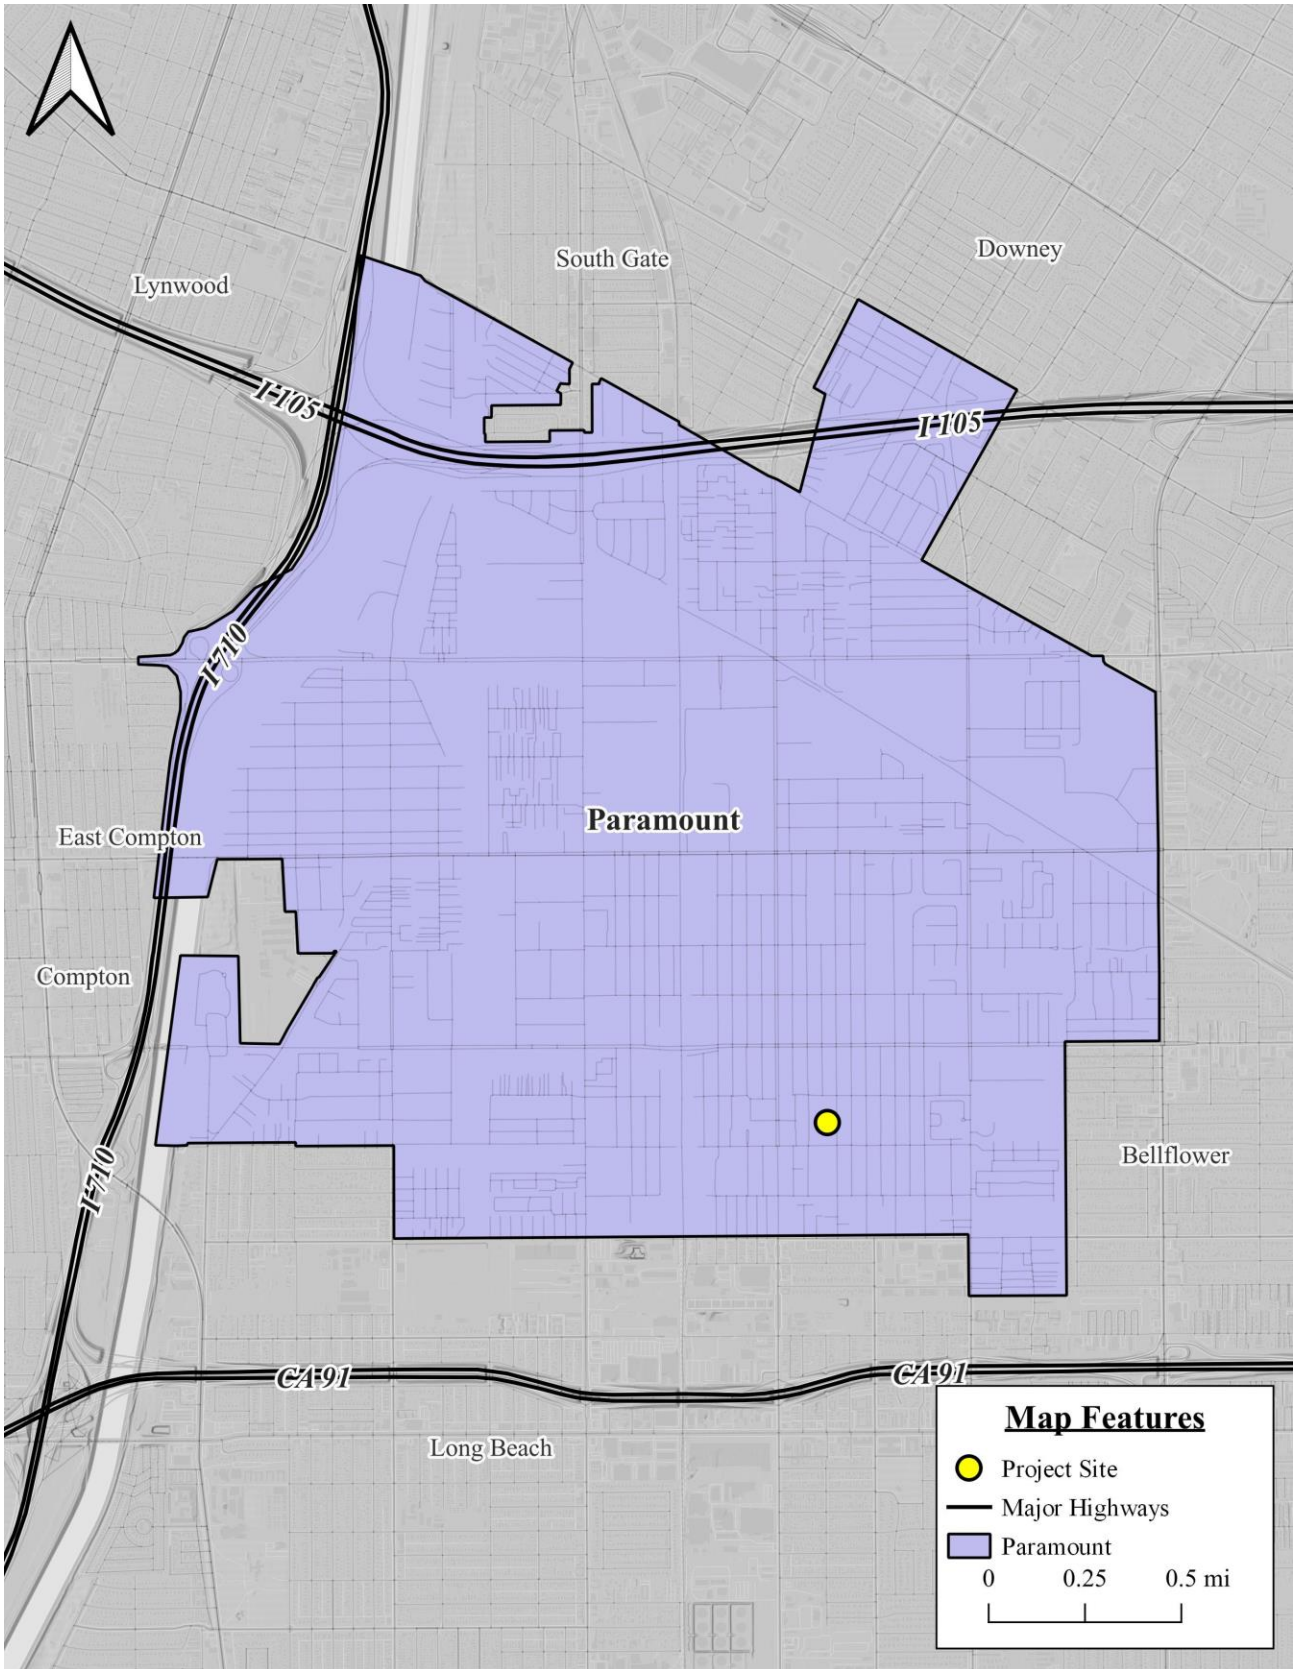 South Gate
Downey
Lynwood
I 105
I 105
I 710
Paramount
East Compton
Compton
Bellflower
I 710
CA 91
CA 91
Long Beach
Map Features
Project Site
Major Highways
Paramount
0 0.25 0.5 mi